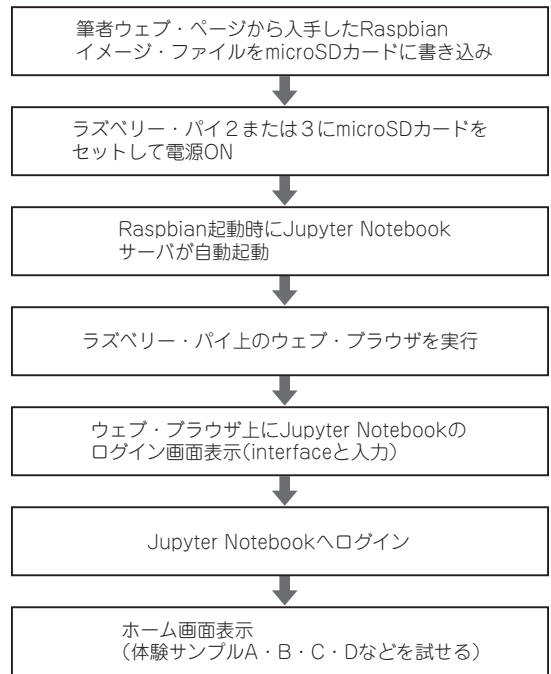 筆者ウェブ・ページから入手したRaspbian
イメージ・ファイルをmicroSDカードに書き込み
ラズベリー・パイ2または3にmicroSDカードを
セットして電源ON
Raspbian起動時にJupyter Notebook
サーバが自動起動
ラズベリー・パイ上のウェブ・ブラウザを実行
ウェブ・ブラウザ上にJupyter Notebookの
ログイン画面表示(interfaceと入力)
Jupyter Notebookへログイン
ホーム画面表示
(体験サンプルA・B・C・Dなどを試せる)